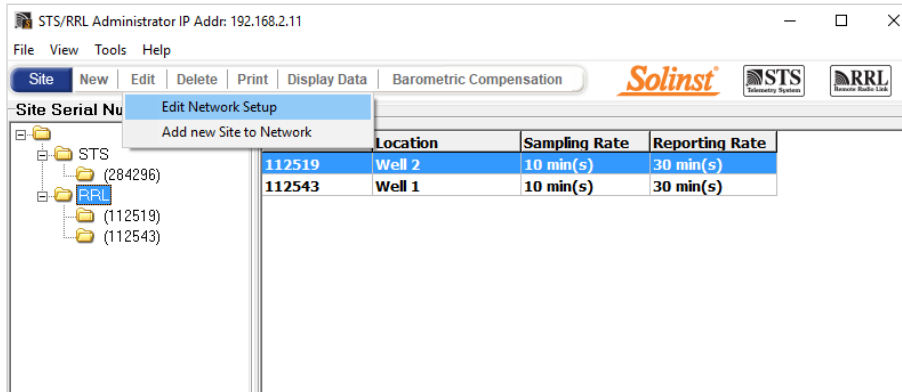 STS/RRL Administrator IP Addr: 192.168.2.11
File View Tools Help
Site New Edit Delete Print Display Data Barometric Compensation Solinst® STS RRL
Telemetry System Remote Radio Link
Site Serial Nu
Edit Network Setup
Add new Site to Network
Location Sampling Rate Reporting Rate
STS
112519 Well 2 10 min(s) 30 min(s)
(284296)
112543 Well 1 10 min(s) 30 min(s)
RRL
(112519)
(112543)